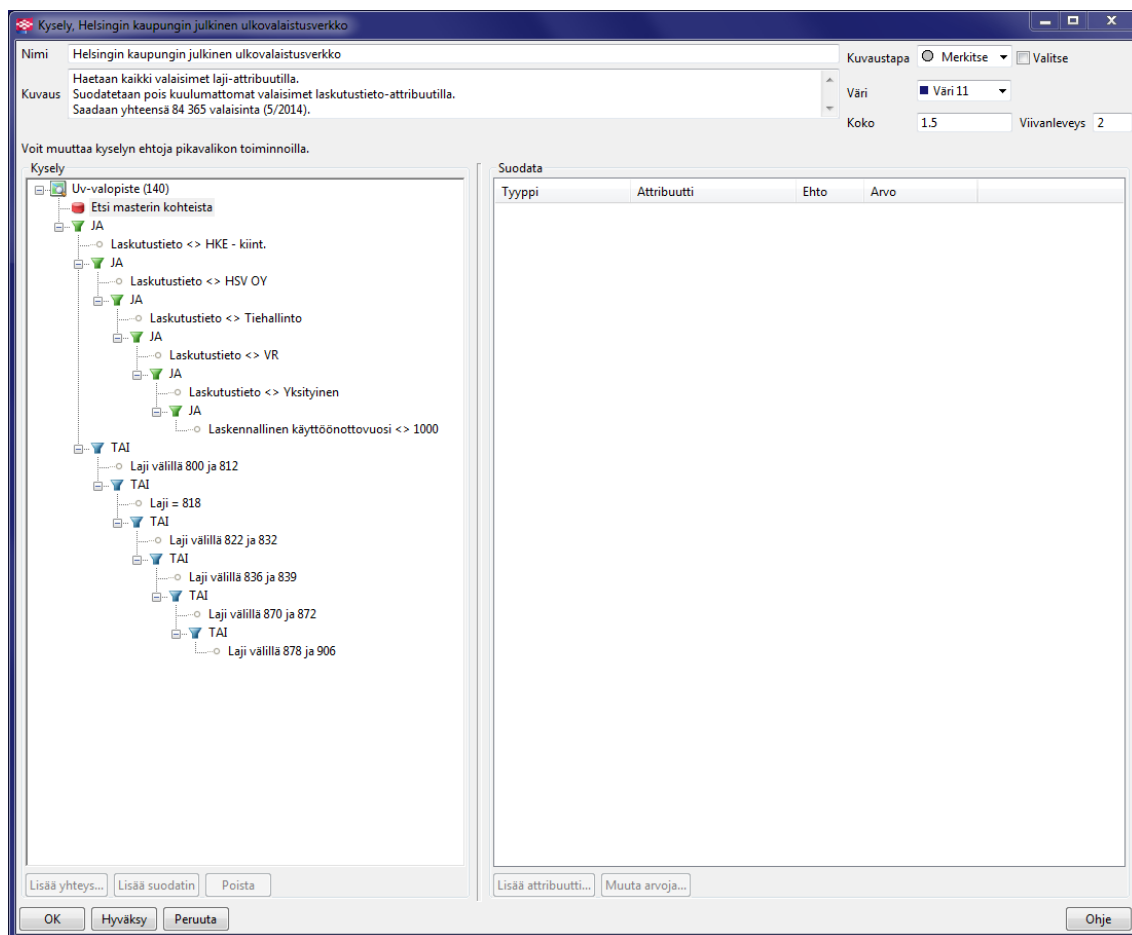 Kysely, Helsingin kaupungin julkinen ulkovalaistusverkko
Nimi Helsingin kaupungin julkinen ulkovalaistusverkko
Kuvaustapa Merkitse Valitse
Kuvaus Haetaan kaikki valaisimet laji-attribuutilla.
Suodatetaan pois kuulumattomat valaisimet laskutustieto-attribuutilla.
Saadaan yhteensä 84 365 valaisinta (5/2014).
Väri Väri 11
Koko 1.5 Viivanleveys 2
Voit muuttaa kyselyn ehtoja pikavalikon toiminnoilla.
Kysely
Uv-valopiste (140)
Etsi masterin kohteista
JA
Laskutustieto <> HKE - kiint.
JA
Laskutustieto <> HSV OY
JA
Laskutustieto <> Tiehallinto
JA
Laskutustieto <> VR
JA
Laskutustieto <> Yksityinen
JA
Laskennallinen käyttöönottovuosi <> 1000
TAI
Laji välillä 800 ja 812
TAI
Laji = 818
TAI
Laji välillä 822 ja 832
TAI
Laji välillä 836 ja 839
TAI
Laji välillä 870 ja 872
TAI
Laji välillä 878 ja 906
Suodata
Tyyppi Attribuutti Ehto Arvo
Lisää yhteys... Lisää suodatin Poista
Lisää attribuutti... Muuta arvoja...
OK Hyväksy Peruuta Ohje